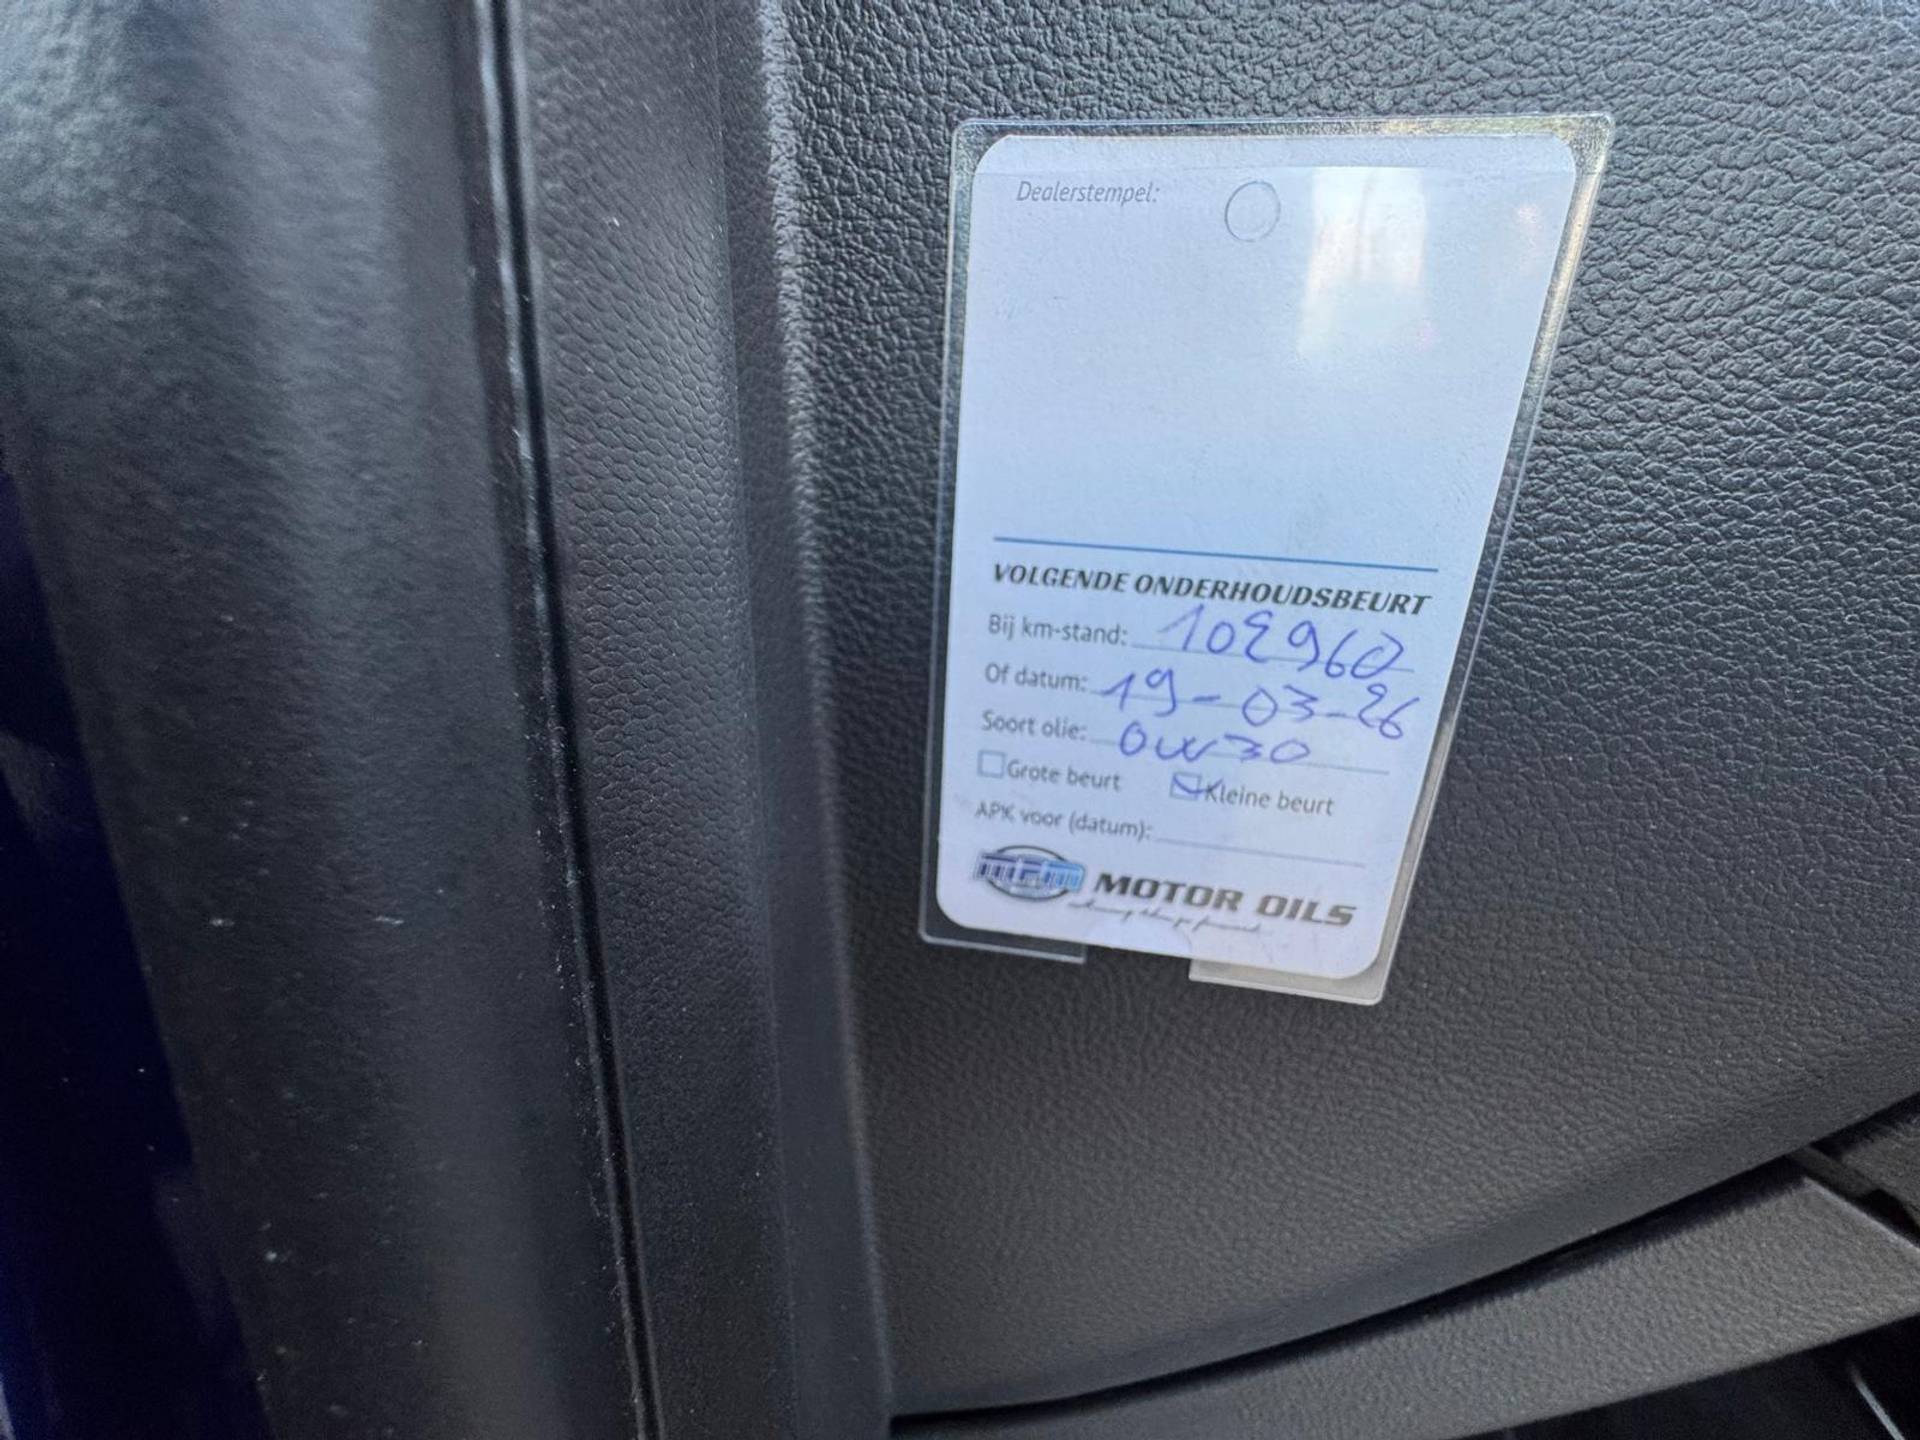 Dealerstempel:
VOLGENDE ONDERHOUDSBEURT
Bij km-stand: 102960
Of datum: 19-03-26
Soort olie: 0W30
Grote beurt Kleine beurt
APK voor (datum):
MOTOR OILS